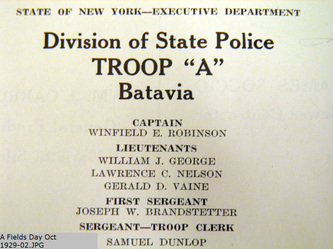 STATE OF NEW YORK—EXECUTIVE DEPARTMENT
Division of State Police
TROOP “A”
Batavia
CAPTAIN
WINFIELD E. ROBINSON
LIEUTENANTS
WILLIAM J. GEORGE
LAWRENCE C. NELSON
GERALD D. VAINE
FIRST SERGEANT
JOSEPH W. BRANDSTETTER
SERGEANT—TROOP CLERK
SAMUEL DUNLOP
A Fields Day Oct
1929-02.JPG